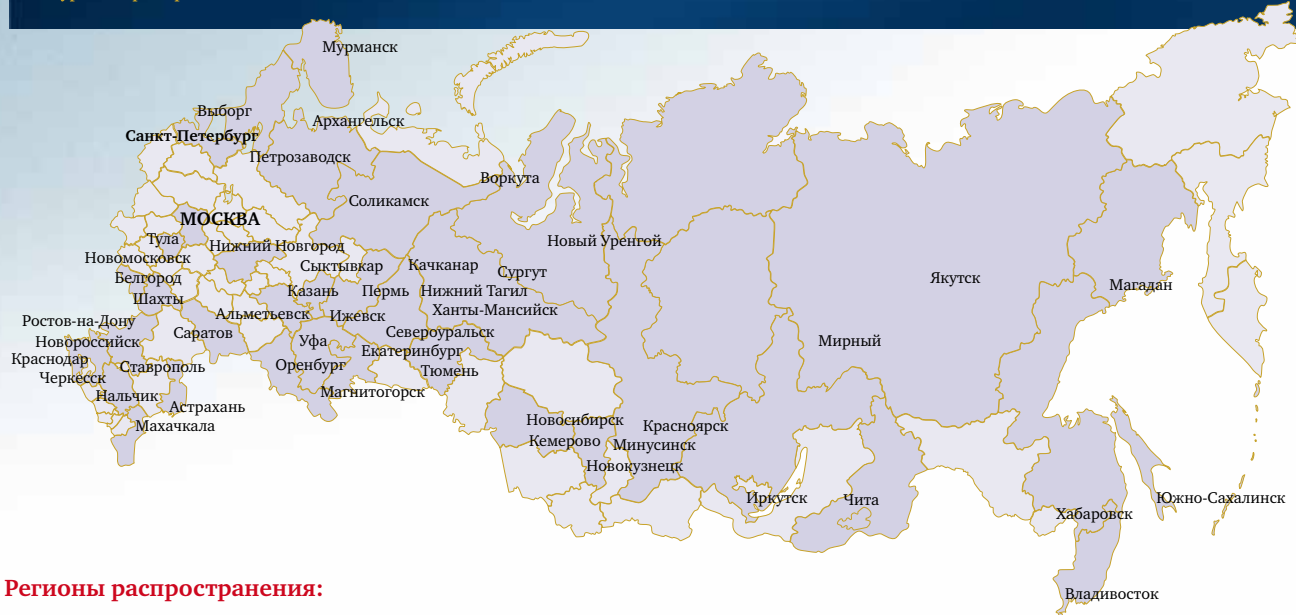 Мурманск
Выборг
Архангельск
Санкт-Петербург
Петрозаводск
Воркута
Соликамск
МОСКВА
Тула
Нижний Новгород
Новый Уренгой
Новомосковск
Сыктывкар
Качканар
Сургут
Белгород
Якутск
Магадан
Шахты
Казань
Пермь
Нижний Тагил
Альметьевск
Ижевск
Ханты-Мансийск
Ростов-на-Дону
Саратов
Североуральск
Новороссийск
Уфа
Мирный
Екатеринбург
Краснодар
Ставрополь
Оренбург
Тюмень
Черкесск
Нальчик
Магнитогорск
Астрахань
Махачкала
Новосибирск
Красноярск
Кемерово
Минусинск
Новокузнецк
Иркутск
Чита
Южно-Сахалинск
Хабаровск
Владивосток
Регионы распространения: